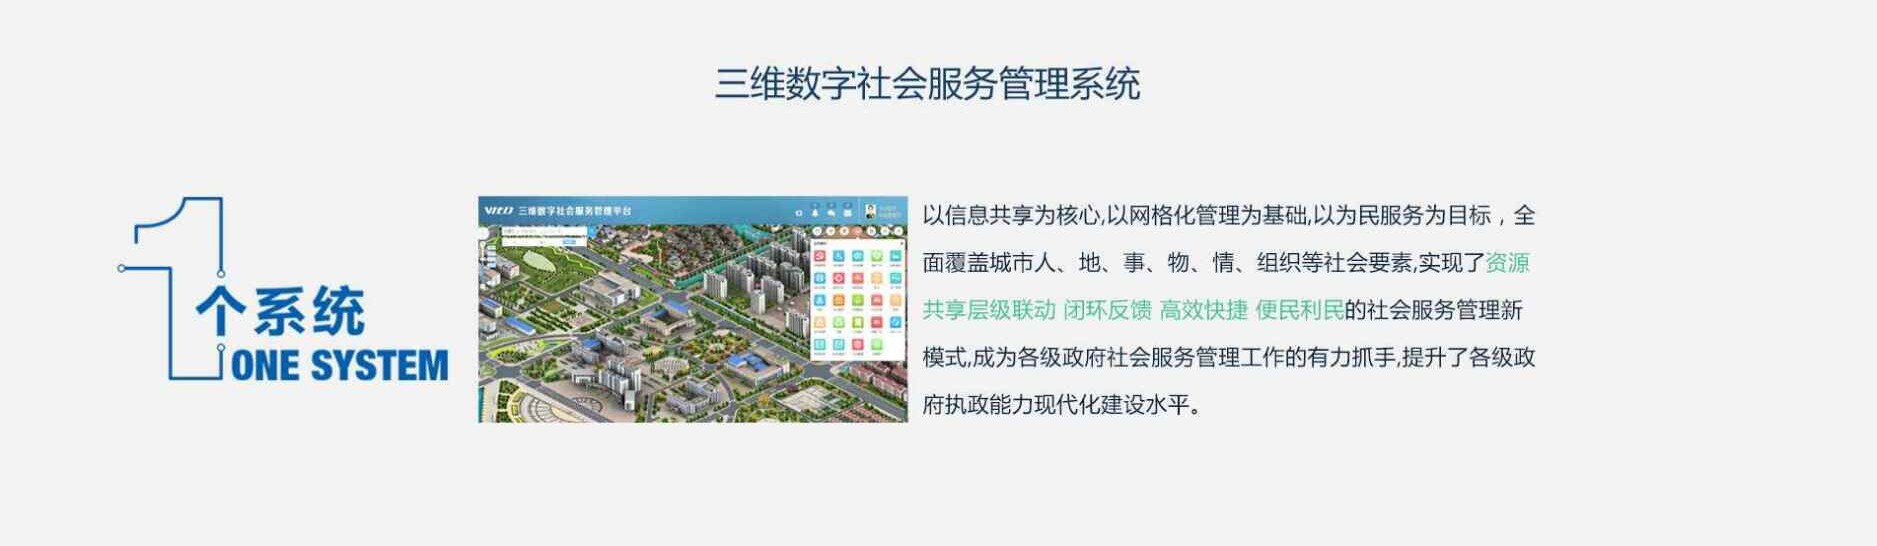 三维数字社会服务管理系统
1
个系统
ONE SYSTEM
三维数字社会服务管理平台
以信息共享为核心,以网格化管理为基础,以为民服务为目标，全
面覆盖城市人、地、事、物、情、组织等社会要素,实现了资源
共享层级联动 闭环反馈 高效快捷 便民利民的社会服务管理新
模式,成为各级政府社会服务管理工作的有力抓手,提升了各级政
府执政能力现代化建设水平。